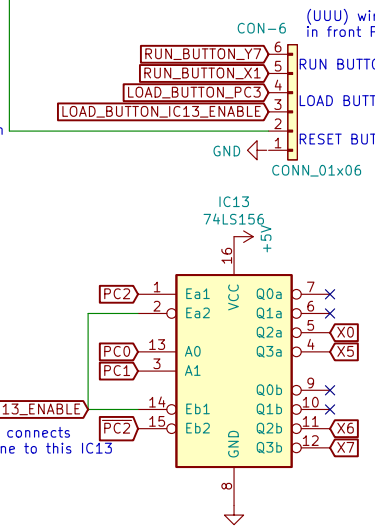 (UUU) wi
in front P
CON-6
RUN_BUTTON_Y7 6
RUN_BUTTON_X1 5 RUN BUTTO
LOAD_BUTTON_PC3 4
LOAD_BUTTON_IC13_ENABLE 3 LOAD BUTT
2
GND 1 RESET BUT
CONN_01x06
IC13
74LS156
+5V
16
VCC
PC2 1 Ea1 Q0a 7
2 Ea2 Q1a 6
Q2a 5 X0
PC0 13 A0 Q3a 4 X5
PC1 3 A1
Q0b 9
13_ENABLE 14 Eb1 Q1b 10
PC2 15 Eb2 Q2b 11 X6
Q3b 12 X7
connects
ne to this IC13
GND
8